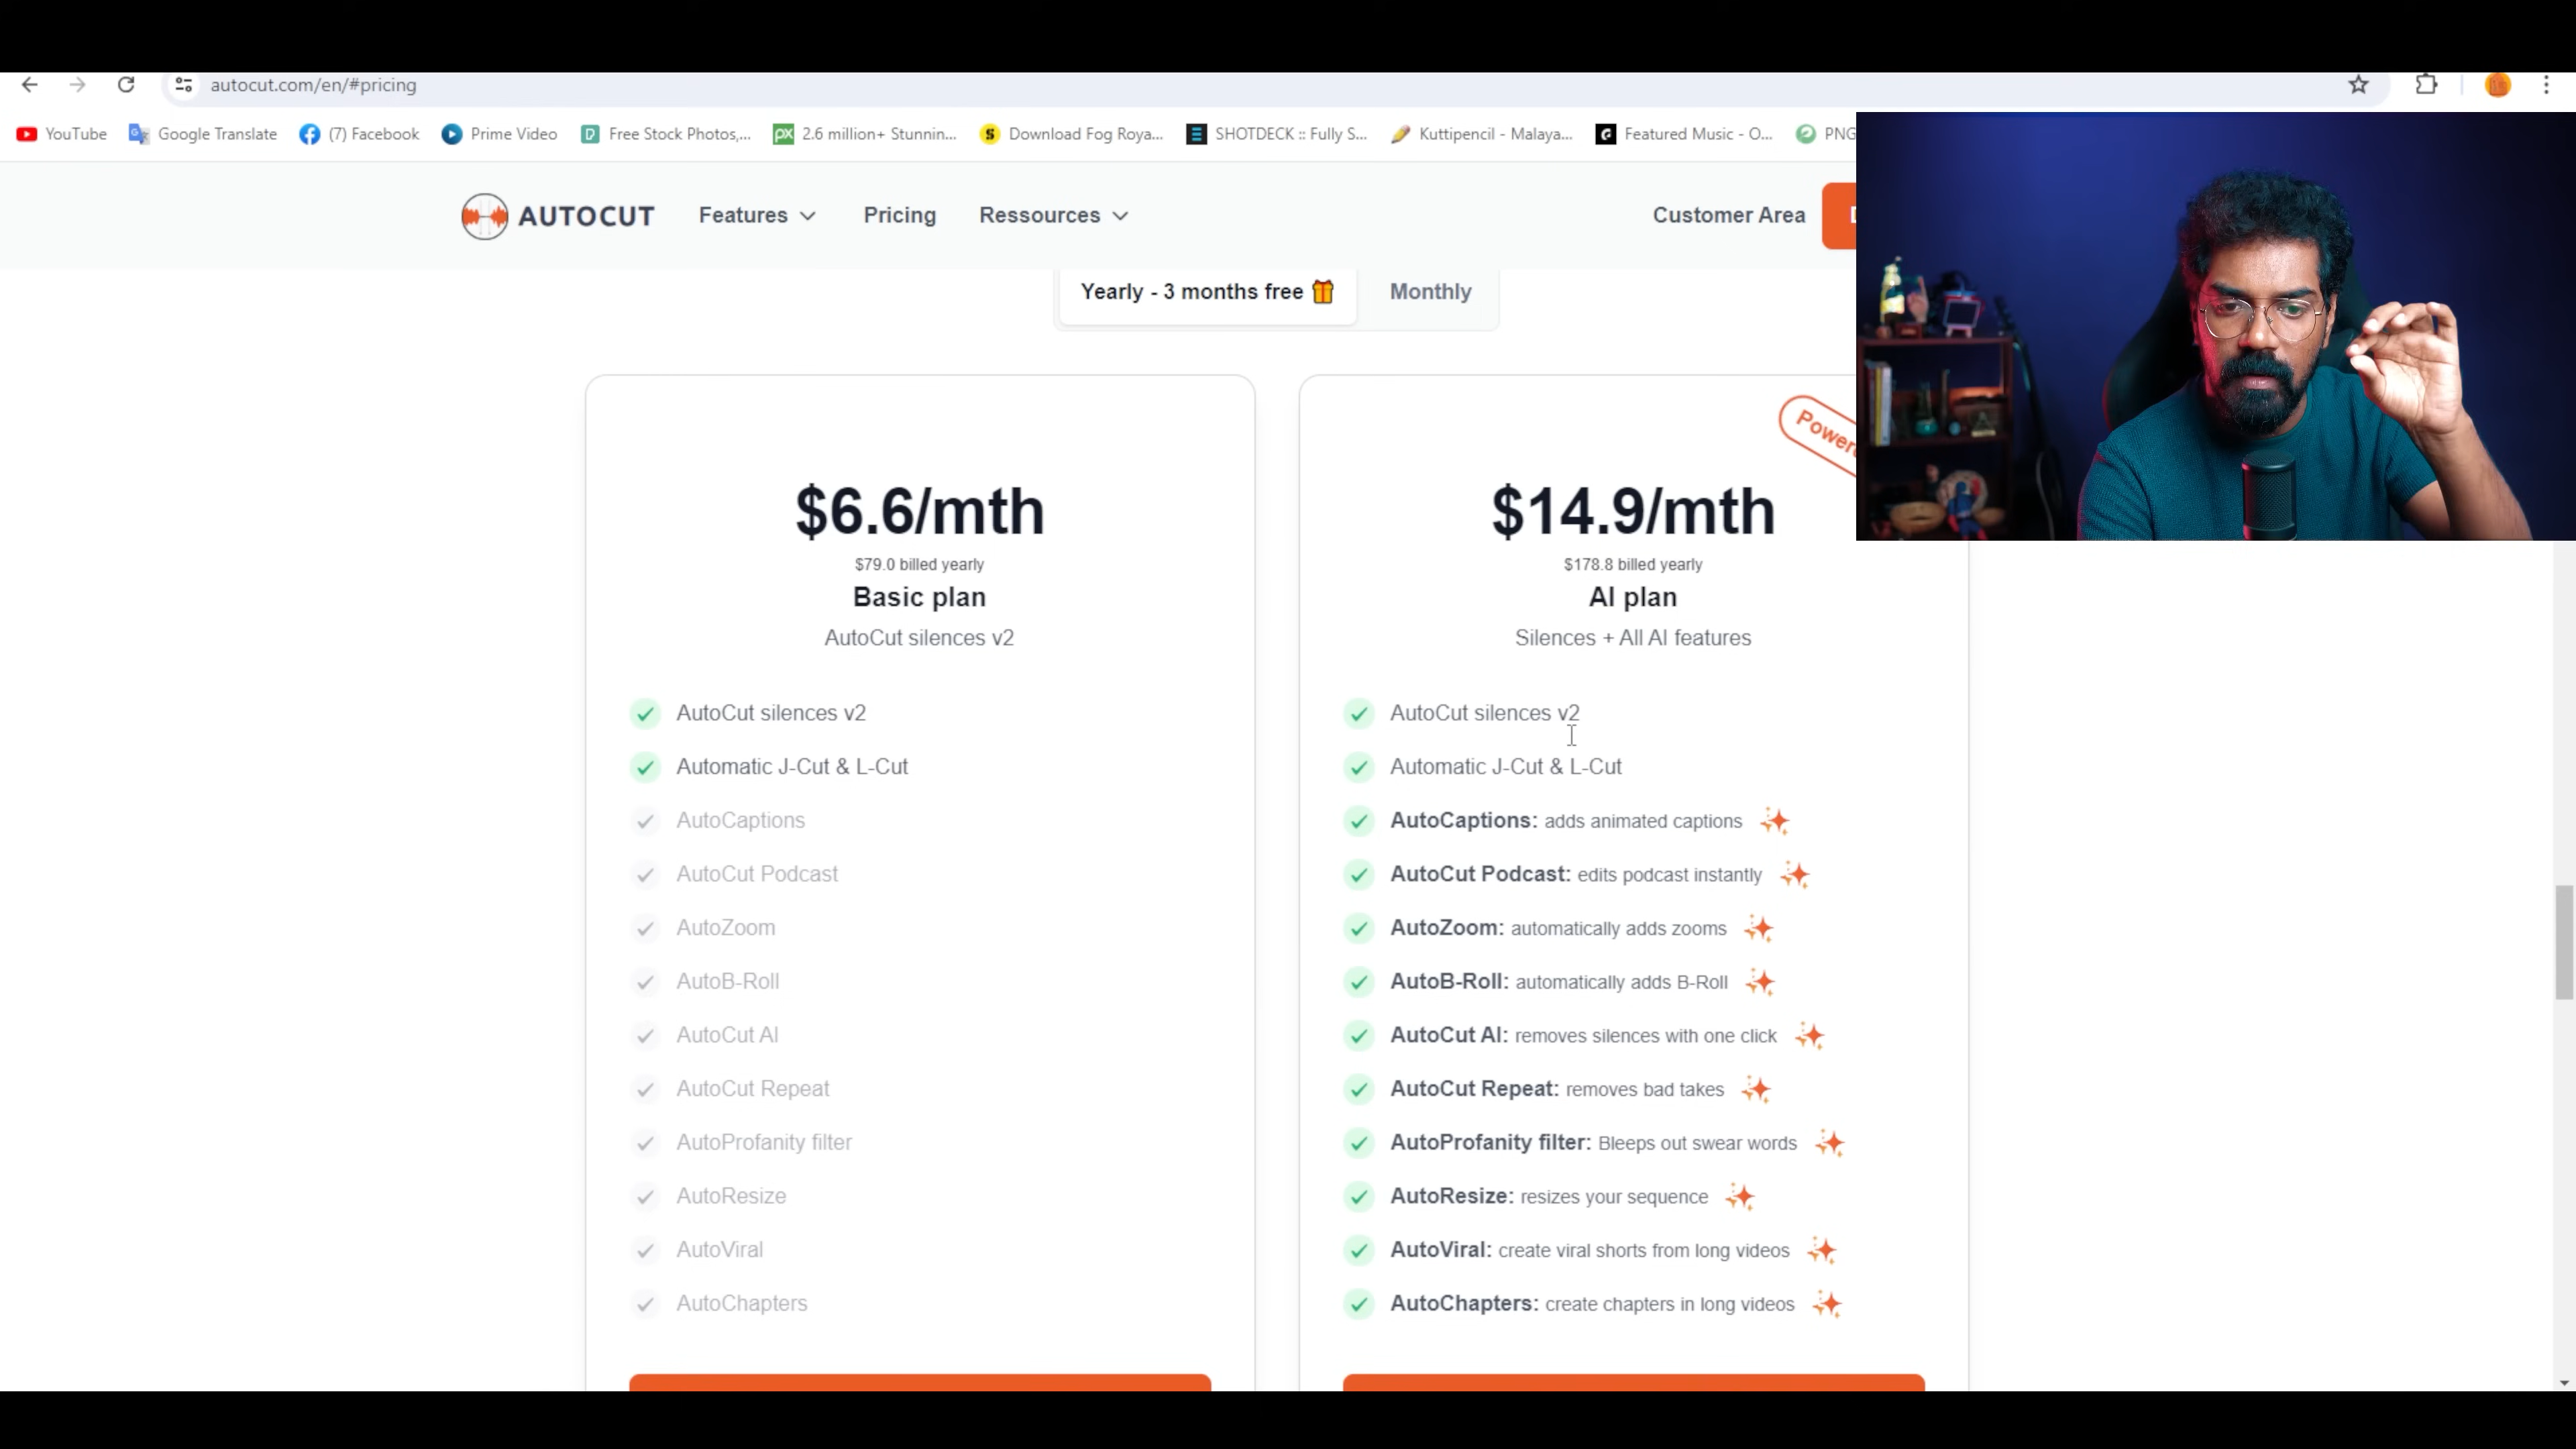 autocut.com/en/#pricing
YouTube Google Translate (7) Facebook Prime Video Free Stock Photos,... 2.6 million+ Stunnin... Download Fog Roya... SHOTDECK :: Fully S... Kuttipencil - Malaya... Featured Music - O... PNG
AUTOCUT Features Pricing Ressources Customer Area
Yearly - 3 months free Monthly
$6.6/mth
$79.0 billed yearly
Basic plan
AutoCut silences v2
AutoCut silences v2
Automatic J-Cut & L-Cut
AutoCaptions
AutoCut Podcast
AutoZoom
AutoB-Roll
AutoCut AI
AutoCut Repeat
AutoProfanity filter
AutoResize
AutoViral
AutoChapters
$14.9/mth
$178.8 billed yearly
AI plan
Silences + All AI features
AutoCut silences v2
Automatic J-Cut & L-Cut
AutoCaptions: adds animated captions
AutoCut Podcast: edits podcast instantly
AutoZoom: automatically adds zooms
AutoB-Roll: automatically adds B-Roll
AutoCut AI: removes silences with one click
AutoCut Repeat: removes bad takes
AutoProfanity filter: Bleeps out swear words
AutoResize: resizes your sequence
AutoViral: create viral shorts from long videos
AutoChapters: create chapters in long videos